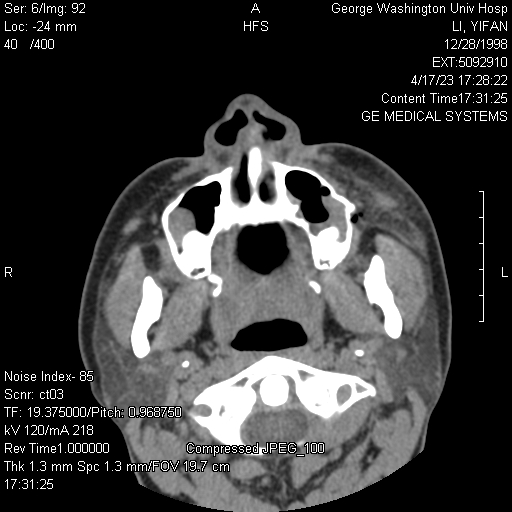 Ser: 6/Img: 92
Loc: -24 mm
40 /400
A
HFS
George Washington Univ Hosp
LI, YIFAN
12/28/1998
EXT:5092910
4/17/23 17:28:22
Content Time17:31:25
GE MEDICAL SYSTEMS
R
L
Noise Index- 85
Scnr: ct03
TF: 19.375000/Pitch: 0.968750
kV 120/mA 218
Rev Time1.000000
Compressed JPEG_100
Thk 1.3 mm Spc 1.3 mm/FOV 19.7 cm
17:31:25